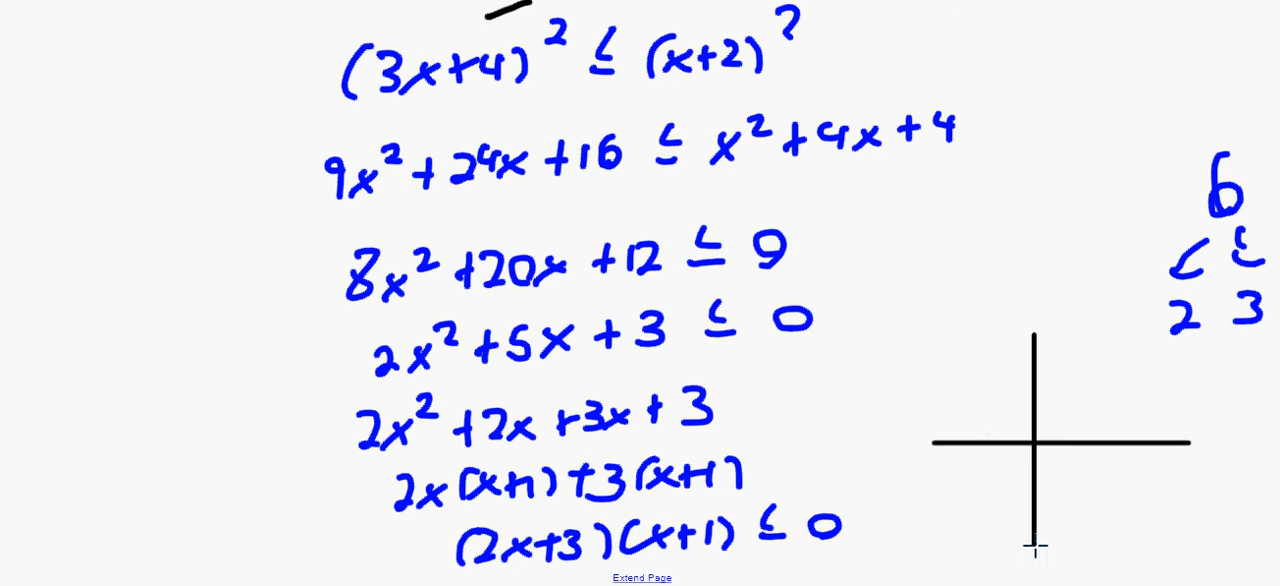 (3x+4)² ≤ (x+2)²
9x² + 24x + 16 ≤ x² + 4x + 4
6
8x² + 20x + 12 ≤ 9
2 3
2x² + 5x + 3 ≤ 0
2x² + 2x + 3x + 3
2x(x+1) + 3(x+1)
(2x+3)(x+1) ≤ 0
Extend Page